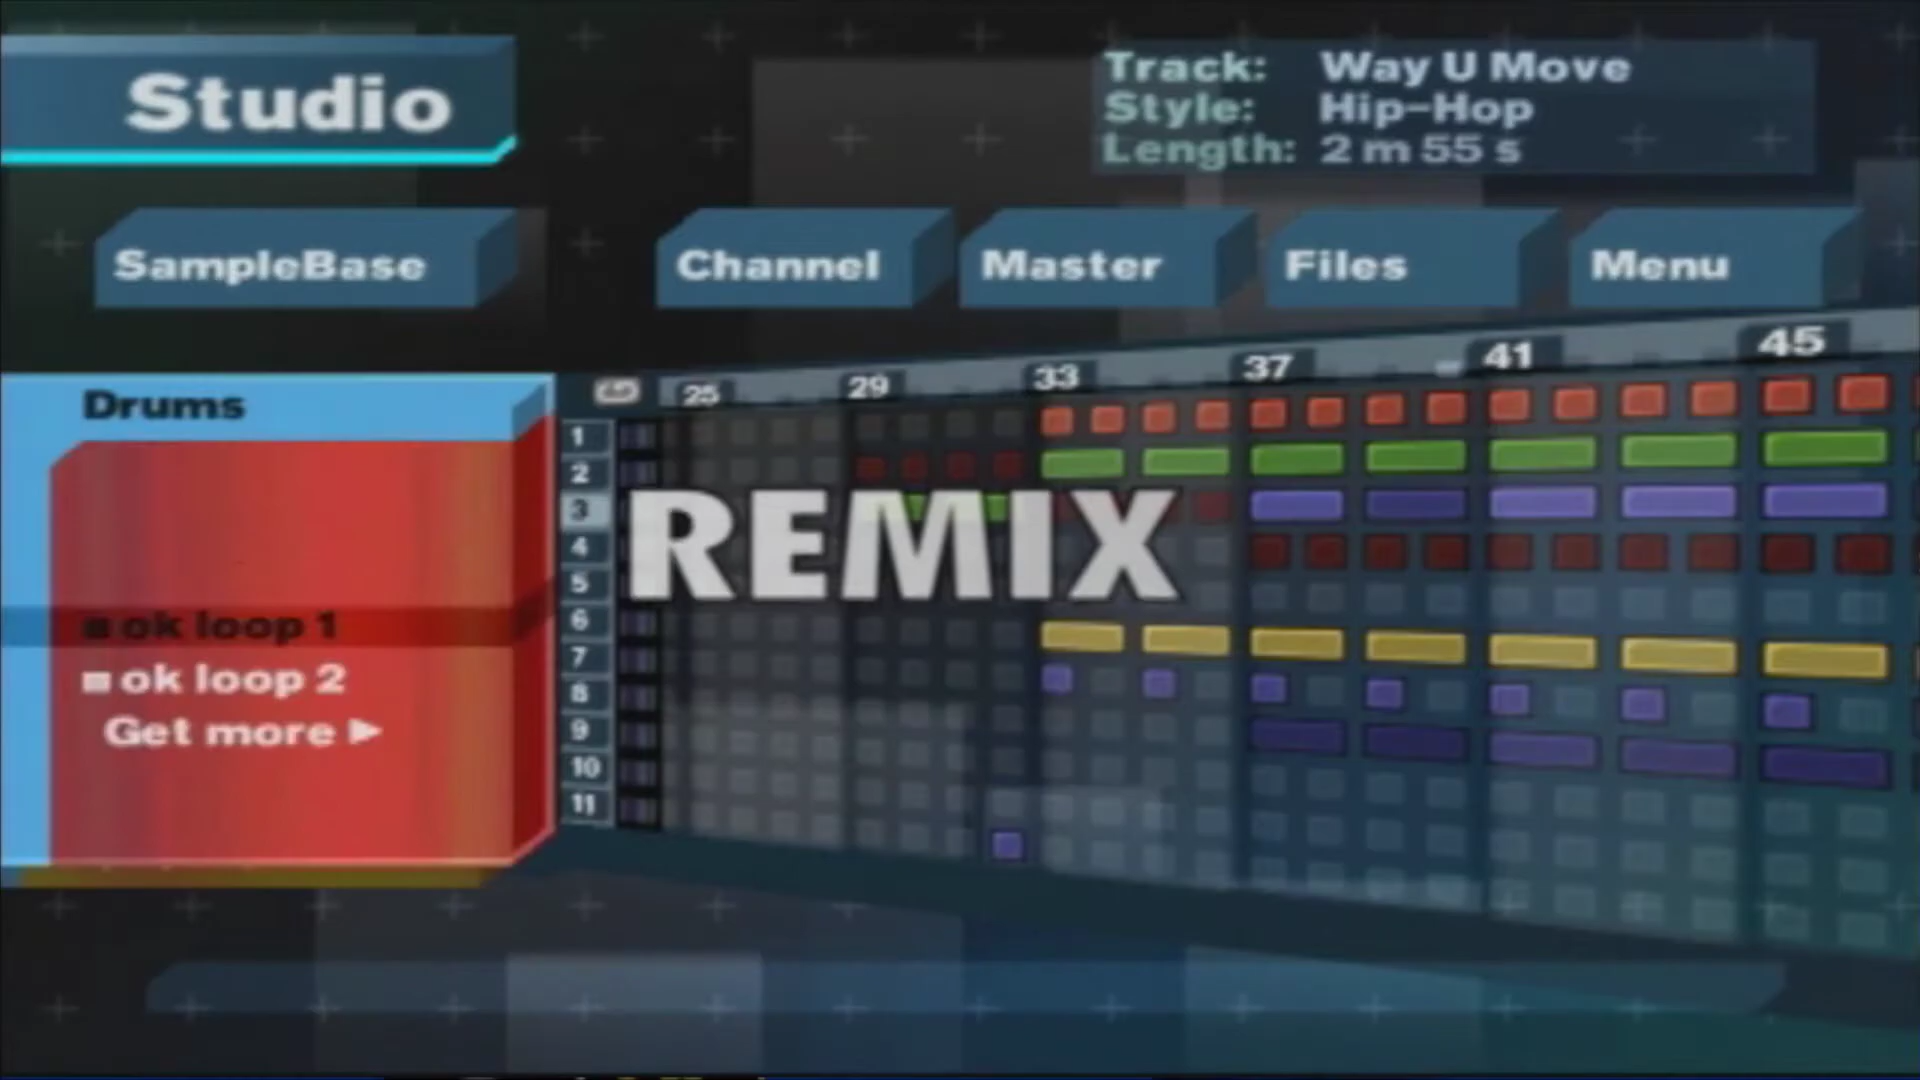 Studio
Track: Way U Move
Style: Hip-Hop
Length: 2 m 55 s
SampleBase
Channel
Master
Files
Menu
25 29 33 37 41 45
Drums
ok loop 1
ok loop 2
Get more
1
2
3
4
5
6
7
8
9
10
11
REMIX